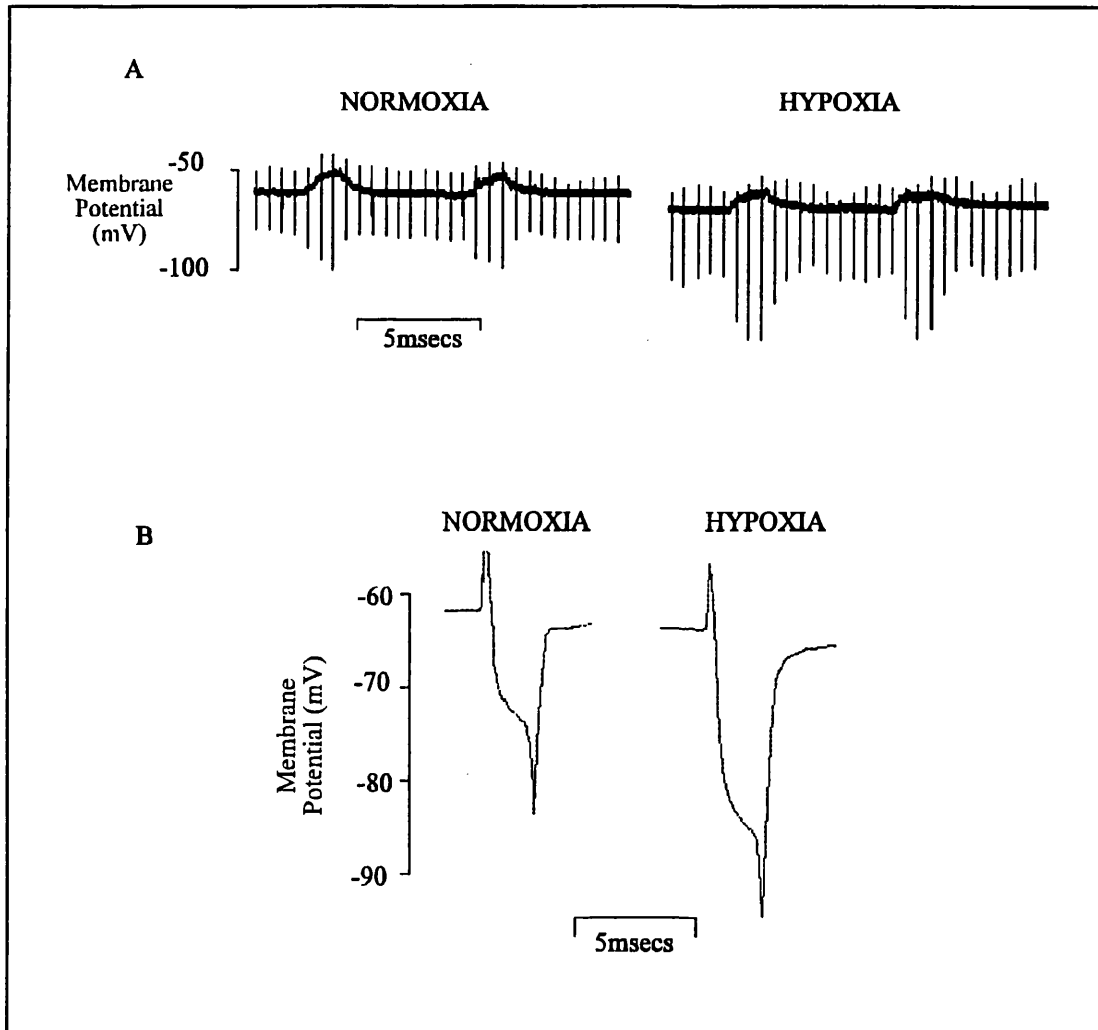 A
NORMOXIA
HYPOXIA
Membrane
Potential
(mV)
-50
-100
5msecs
B
NORMOXIA
HYPOXIA
Membrane
Potential (mV)
-60
-70
-80
-90
5msecs